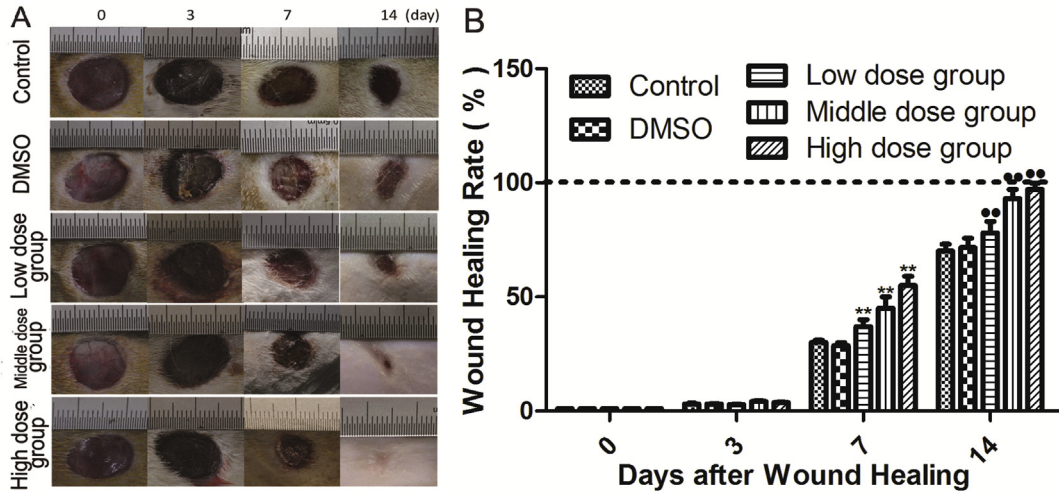 A
0 3 7 14 (day)
Control
DMSO
Low dose
group
Middle dose
group
High dose
group
B
Wound Healing Rate ( % )
150
100
50
0
Control
DMSO
Low dose group
Middle dose group
High dose group
** ** **
0 3 7 14
Days after Wound Healing